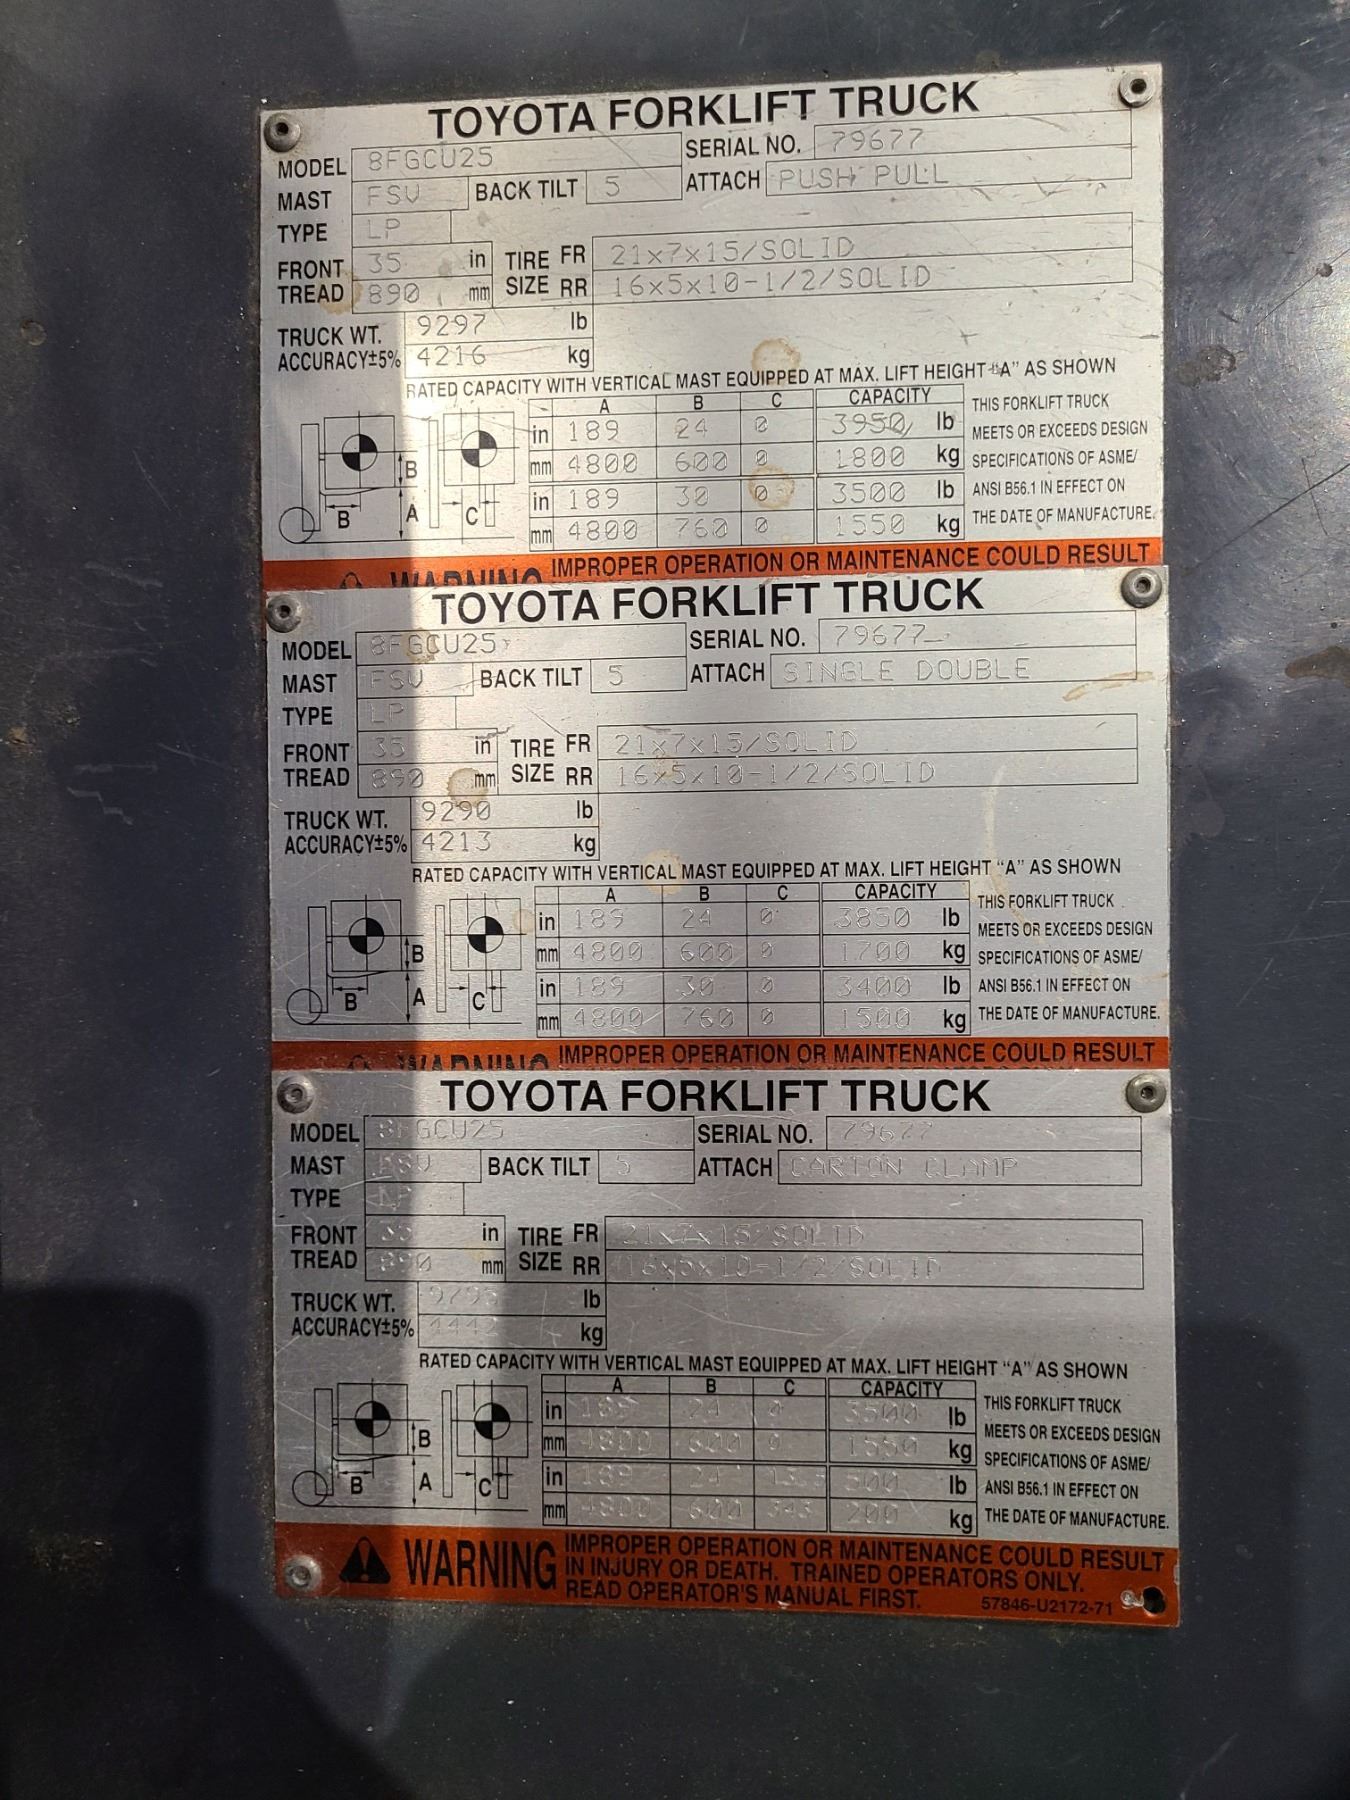 TOYOTA FORKLIFT TRUCK
MODEL 8FGCU25 SERIAL NO. 79677
MAST FSV BACK TILT 5 ATTACH PUSH PULL
TYPE LP
FRONT TREAD 35 in TIRE SIZE FR 21x7x15/SOLID
890 mm RR 16x5x10-1/2/SOLID
TRUCK WT. 9297 lb
ACCURACY±5% 4216 kg
RATED CAPACITY WITH VERTICAL MAST EQUIPPED AT MAX. LIFT HEIGHT "A" AS SHOWN
A B C CAPACITY
in 189 24 0 3950 lb
mm 4800 600 0 1800 kg
in 189 30 0 3500 lb
mm 4800 760 0 1550 kg
B
B A C
THIS FORKLIFT TRUCK
MEETS OR EXCEEDS DESIGN
SPECIFICATIONS OF ASME/
ANSI B56.1 IN EFFECT ON
THE DATE OF MANUFACTURE.
WARNING IMPROPER OPERATION OR MAINTENANCE COULD RESULT
TOYOTA FORKLIFT TRUCK
MODEL 8FGCU25 SERIAL NO. 79677
MAST FSV BACK TILT 5 ATTACH SINGLE DOUBLE
TYPE LP
FRONT TREAD 35 in TIRE SIZE FR 21x7x15/SOLID
890 mm RR 16x5x10-1/2/SOLID
TRUCK WT. 9290 lb
ACCURACY±5% 4213 kg
RATED CAPACITY WITH VERTICAL MAST EQUIPPED AT MAX. LIFT HEIGHT "A" AS SHOWN
A B C CAPACITY
in 189 24 0 3850 lb
mm 4800 600 0 1700 kg
in 189 30 0 3400 lb
mm 4800 760 0 1500 kg
B
B A C
THIS FORKLIFT TRUCK
MEETS OR EXCEEDS DESIGN
SPECIFICATIONS OF ASME/
ANSI B56.1 IN EFFECT ON
THE DATE OF MANUFACTURE.
WARNING IMPROPER OPERATION OR MAINTENANCE COULD RESULT
TOYOTA FORKLIFT TRUCK
MODEL 8FGCU25 SERIAL NO. 79677
MAST FSV BACK TILT 5 ATTACH CARTON CLAMP
TYPE LP
FRONT TREAD 35 in TIRE SIZE FR 21x7x15/SOLID
890 mm RR 16x5x10-1/2/SOLID
TRUCK WT. lb
ACCURACY±5% kg
RATED CAPACITY WITH VERTICAL MAST EQUIPPED AT MAX. LIFT HEIGHT "A" AS SHOWN
A B C CAPACITY
in 189 24 0 3500 lb
mm 4800 600 0 1550 kg
in 189 24 lb
mm 4800 600 343 200 kg
B
B A C
THIS FORKLIFT TRUCK
MEETS OR EXCEEDS DESIGN
SPECIFICATIONS OF ASME/
ANSI B56.1 IN EFFECT ON
THE DATE OF MANUFACTURE.
WARNING IMPROPER OPERATION OR MAINTENANCE COULD RESULT
IN INJURY OR DEATH. TRAINED OPERATORS ONLY.
READ OPERATOR'S MANUAL FIRST. 57846-U2172-71